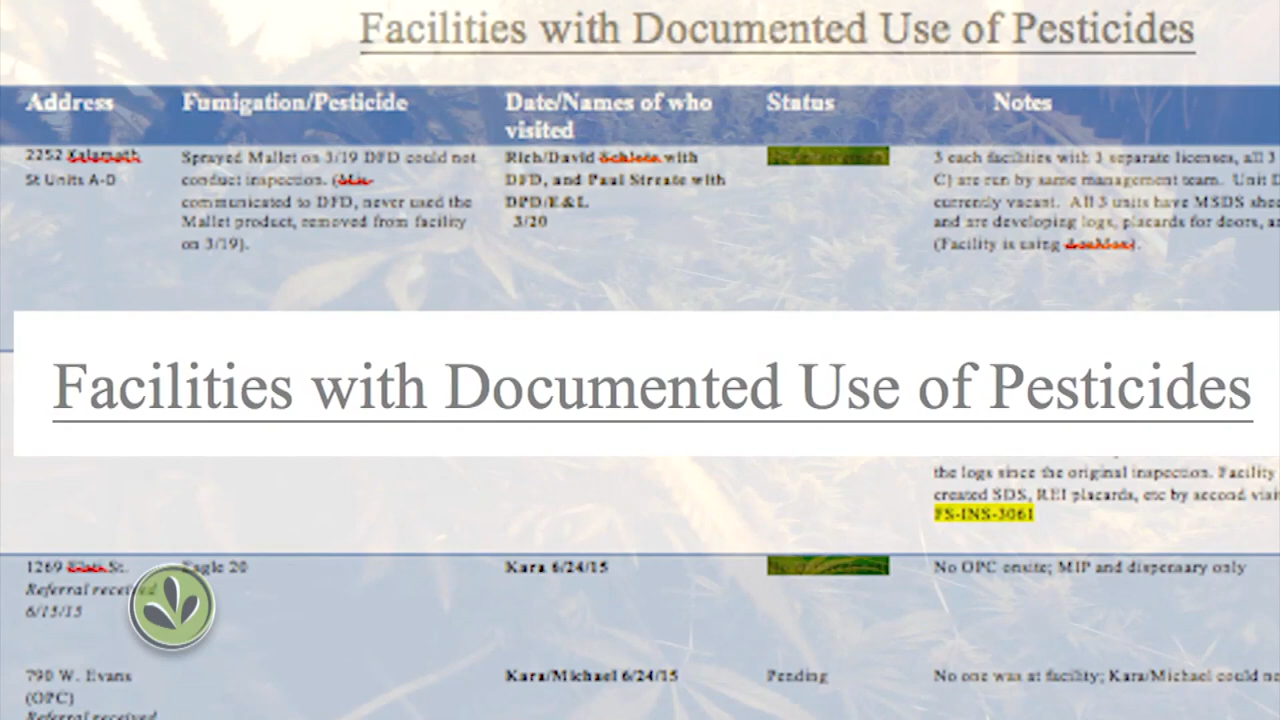 Facilities with Documented Use of Pesticides
Address Fumigation/Pesticide Date/Names of who visited Status Notes
2252 Kalamath
St Units A-D
Sprayed Mallet on 3/19 DFD could not
conduct inspection. (
communicated to DFD, never used the
Mallet product, removed from facility
on 3/19).
Rich/David Schloss with
DFD, and Paul Streate with
DPD/E&L
3/20
3 each facilities with 3 separate licenses, all 3
C) are run by same management team. Unit D
currently vacant. All 3 units have MSDS shee
and are developing logs, placards for doors, a
(Facility is using
Facilities with Documented Use of Pesticides
the logs since the original inspection. Facility
created SDS, REI placards, etc by second visi
FS-INS-3061
1269 St.
Referral received
6/15/15
Eagle 20
Kara 6/24/15
No OPC onsite; MIP and dispensary only
790 W. Evans
(OPC)
Referral received
Kara/Michael 6/24/15
Pending
No one was at facility; Kara/Michael could